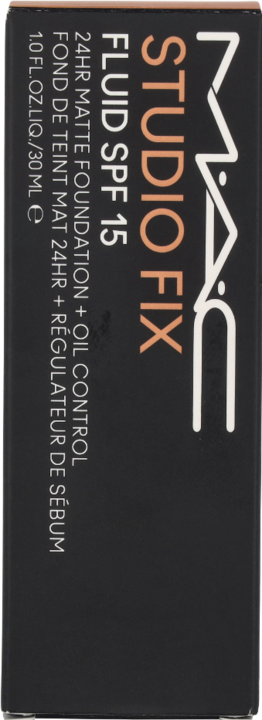 M·A·C
STUDIO FIX
FLUID SPF 15
24HR MATTE FOUNDATION + OIL CONTROL
FOND DE TEINT MAT 24HR + RÉGULATEUR DE SÉBUM
1.0 FL.OZ.LIQ./30 ML ℮